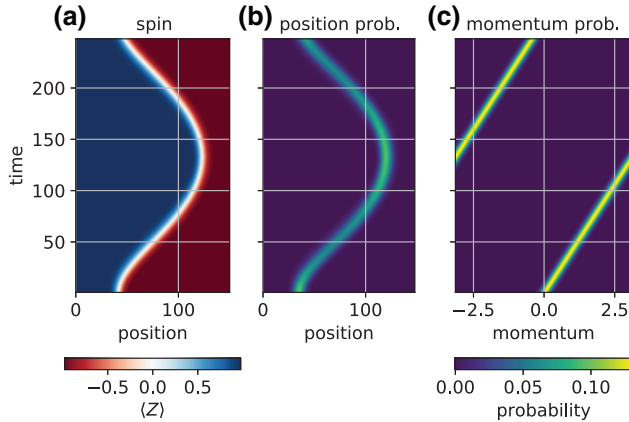 (a) spin (b) position prob. (c) momentum prob.
time
200
150
100
50
0 100 0 100 −2.5 0.0 2.5
position position momentum
−0.5 0.0 0.5 0.00 0.05 0.10
⟨Z⟩ probability